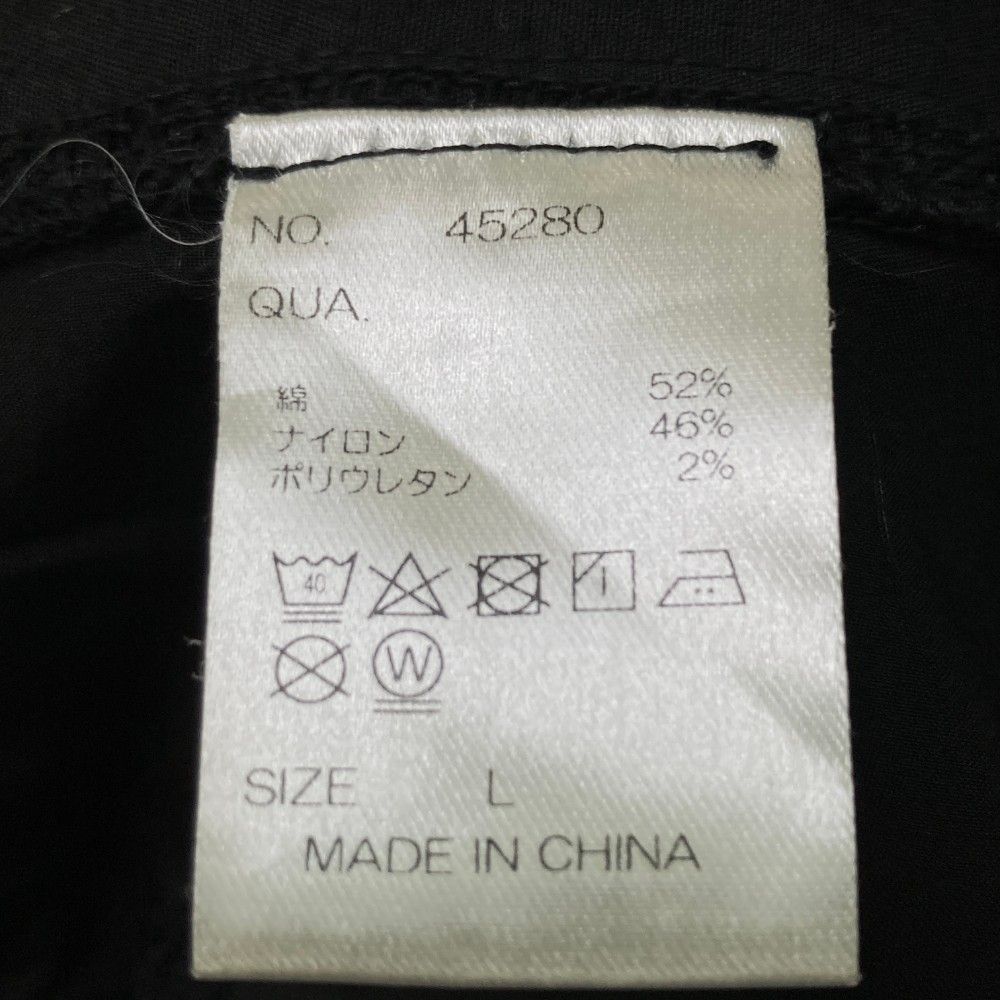 NO. 45280
QUA.
綿 52%
ナイロン 46%
ポリウレタン 2%
40
W
SIZE L
MADE IN CHINA